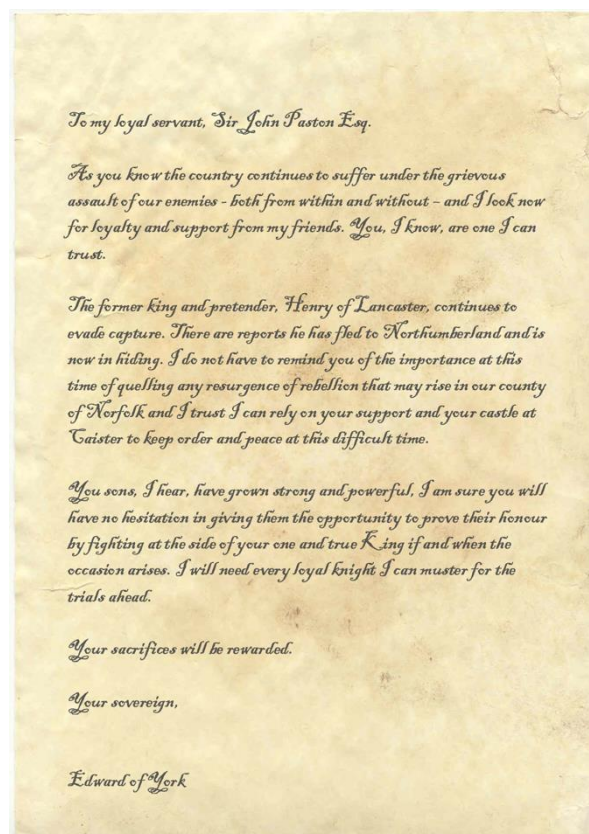 To my loyal servant, Sir John Paston Esq.
As you know the country continues to suffer under the grievous
assault of our enemies - both from within and without – and I look now
for loyalty and support from my friends. You, I know, are one I can
trust.
The former king and pretender, Henry of Lancaster, continues to
evade capture. There are reports he has fled to Northumberland and is
now in hiding. I do not have to remind you of the importance at this
time of quelling any resurgence of rebellion that may rise in our county
of Norfolk and I trust I can rely on your support and your castle at
Caister to keep order and peace at this difficult time.
You sons, I hear, have grown strong and powerful, I am sure you will
have no hesitation in giving them the opportunity to prove their honour
by fighting at the side of your one and true King if and when the
occasion arises. I will need every loyal knight I can muster for the
trials ahead.
Your sacrifices will be rewarded.
Your sovereign,
Edward of York